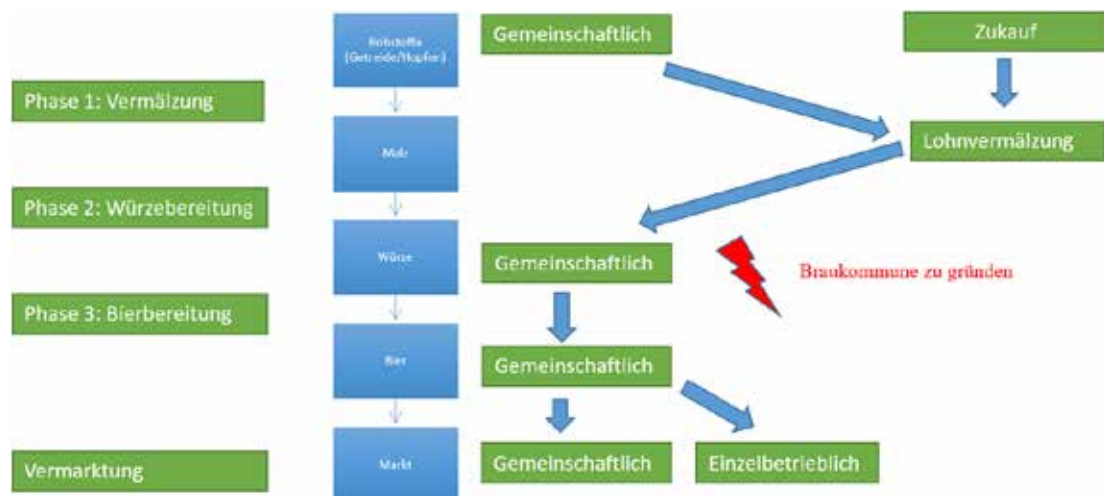 Rohstoffe
(Getreide/Hopfen)
Gemeinschaftlich
Zukauf
Phase 1: Vermälzung
Malz
Lohnvermälzung
Phase 2: Würzebereitung
Würze
Gemeinschaftlich
Braukommune zu gründen
Phase 3: Bierbereitung
Bier
Gemeinschaftlich
Vermarktung
Markt
Gemeinschaftlich
Einzelbetrieblich